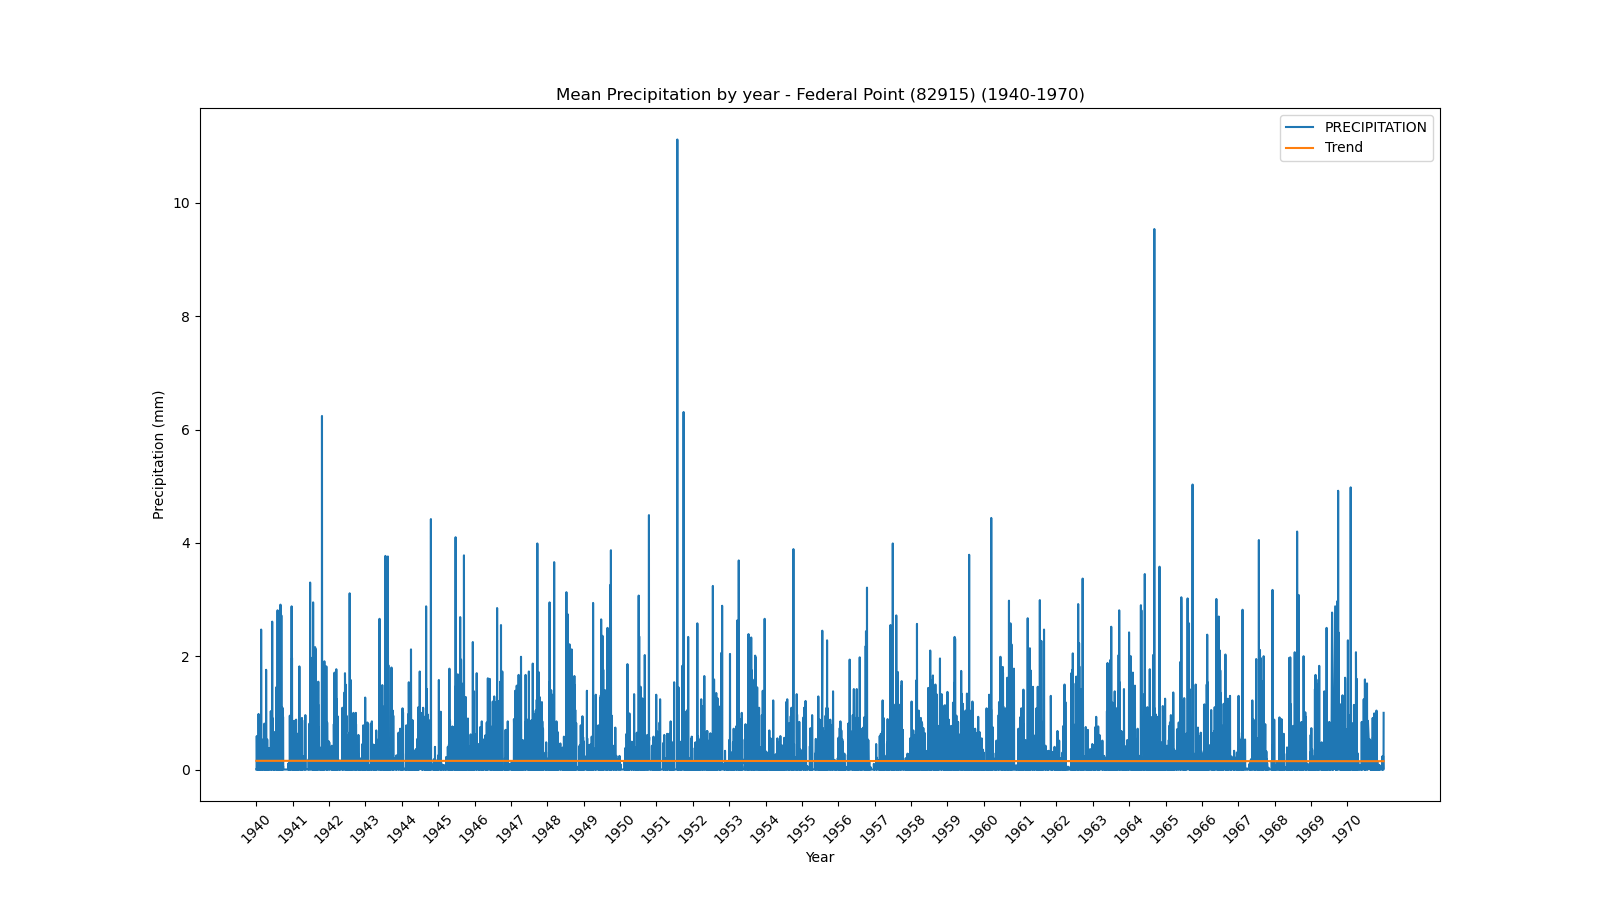 Mean Precipitation by year - Federal Point (82915) (1940-1970)
PRECIPITATION
Trend
10
8
6
4
2
0
Precipitation (mm)
1940 1941 1942 1943 1944 1945 1946 1947 1948 1949 1950 1951 1952 1953 1954 1955 1956 1957 1958 1959 1960 1961 1962 1963 1964 1965 1966 1967 1968 1969 1970
Year